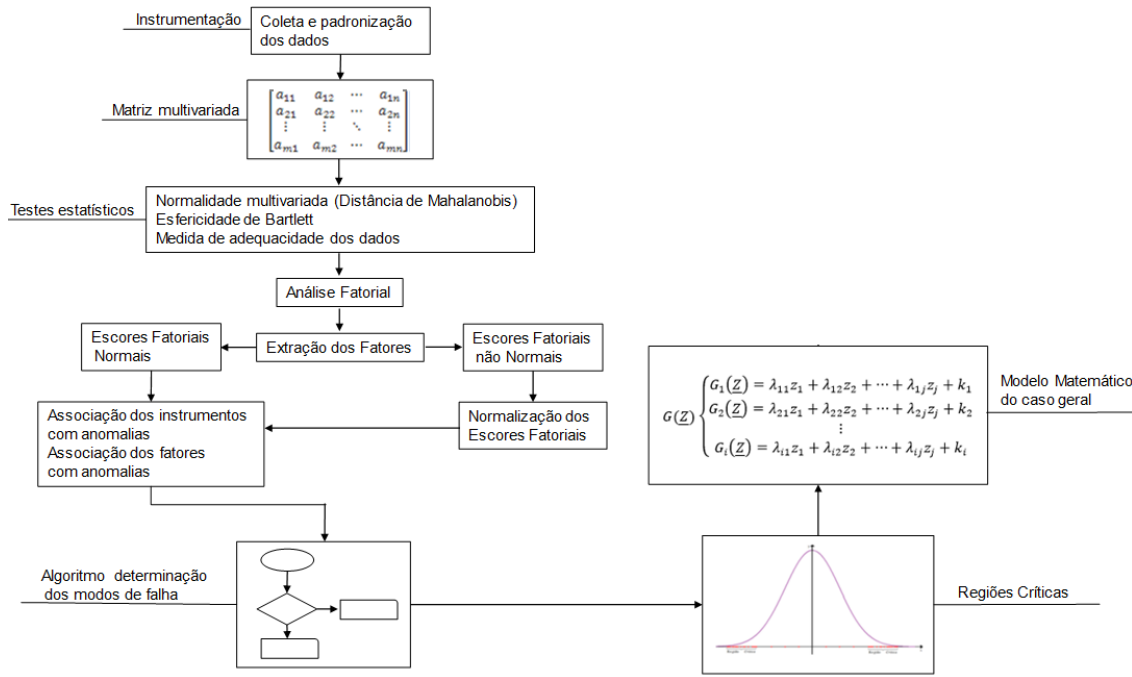 Instrumentação
Coleta e padronização
dos dados
Matriz multivariada
a₁₁ a₁₂ ⋯ a₁ₙ
a₂₁ a₂₂ ⋯ a₂ₙ
⋮ ⋮ ⋱ ⋮
aₘ₁ aₘ₂ ⋯ aₘₙ
Testes estatísticos
Normalidade multivariada (Distância de Mahalanobis)
Esfericidade de Bartlett
Medida de adequacidade dos dados
Análise Fatorial
Escores Fatoriais
Normais
Extração dos Fatores
Escores Fatoriais
não Normais
Associação dos instrumentos
com anomalias
Associação dos fatores
com anomalias
Normalização dos
Escores Fatoriais
G₁(Z) = λ₁₁z₁ + λ₁₂z₂ + ⋯ + λ₁ⱼzⱼ + k₁
G(Z) G₂(Z) = λ₂₁z₁ + λ₂₂z₂ + ⋯ + λ₂ⱼzⱼ + k₂
⋮
Gᵢ(Z) = λᵢ₁z₁ + λᵢ₂z₂ + ⋯ + λᵢⱼzⱼ + kᵢ
Modelo Matemático
do caso geral
Algoritmo determinação
dos modos de falha
Regiões Críticas